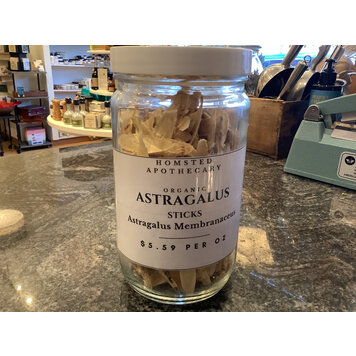 HOMSTED
APOTHECARY
ORGANIC
ASTRAGALUS
STICKS
Astragalus Membranaceus
$5.59 PER OZ